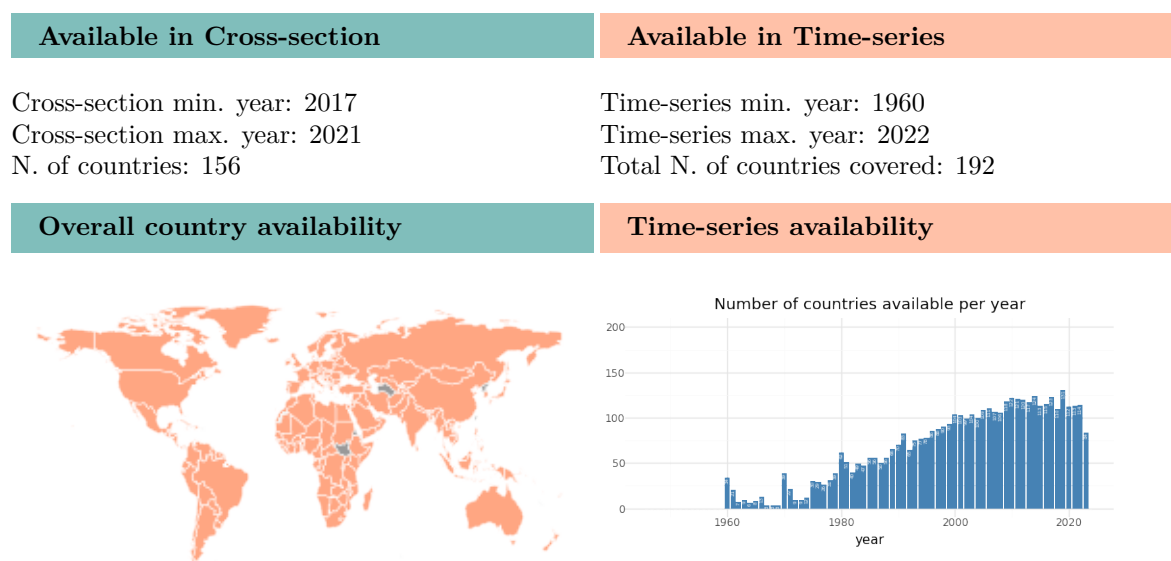 Available in Cross-section
Available in Time-series
Cross-section min. year: 2017
Cross-section max. year: 2021
N. of countries: 156
Time-series min. year: 1960
Time-series max. year: 2022
Total N. of countries covered: 192
Overall country availability
Time-series availability
Number of countries available per year
200
150
100
50
0
1960
1980
2000
2020
year